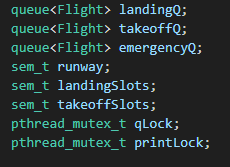 queue<Flight> landingQ;
queue<Flight> takeoffQ;
queue<Flight> emergencyQ;
sem_t runway;
sem_t landingSlots;
sem_t takeoffSlots;
pthread_mutex_t qLock;
pthread_mutex_t printLock;